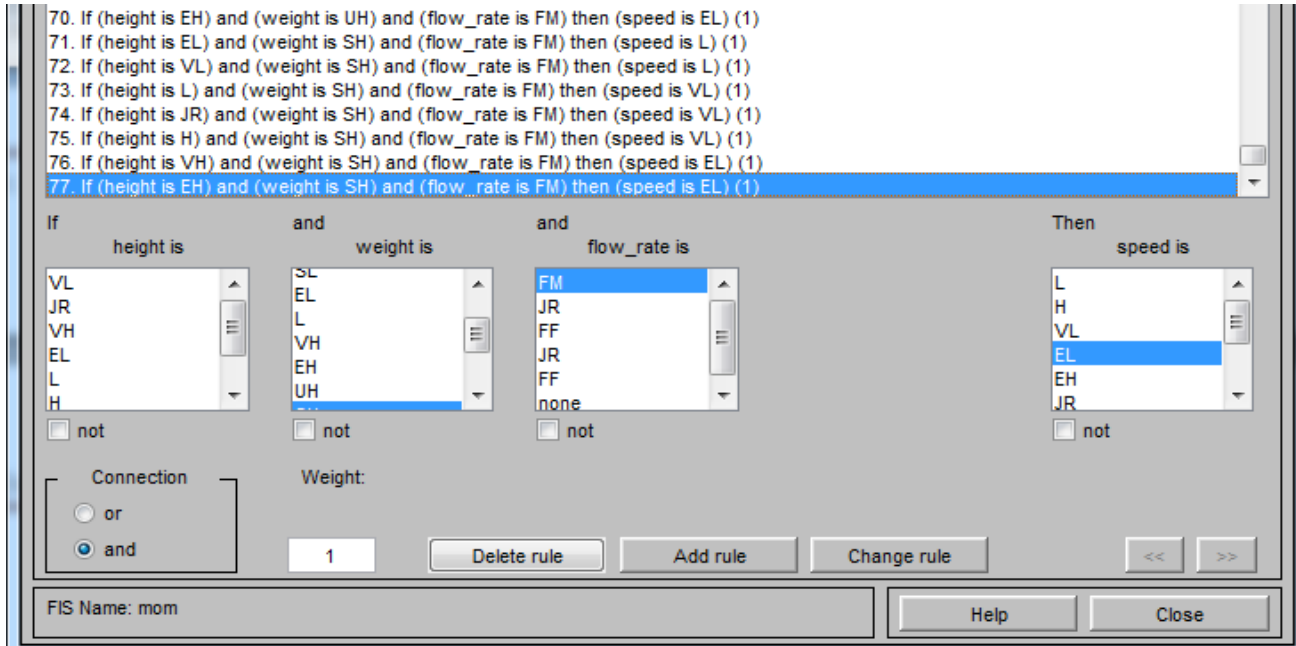 70. If (height is EH) and (weight is UH) and (flow_rate is FM) then (speed is EL) (1)
71. If (height is EL) and (weight is SH) and (flow_rate is FM) then (speed is L) (1)
72. If (height is VL) and (weight is SH) and (flow_rate is FM) then (speed is L) (1)
73. If (height is L) and (weight is SH) and (flow_rate is FM) then (speed is VL) (1)
74. If (height is JR) and (weight is SH) and (flow_rate is FM) then (speed is VL) (1)
75. If (height is H) and (weight is SH) and (flow_rate is FM) then (speed is VL) (1)
76. If (height is VH) and (weight is SH) and (flow_rate is FM) then (speed is EL) (1)
77. If (height is EH) and (weight is SH) and (flow_rate is FM) then (speed is EL) (1)
If and and Then
height is weight is flow_rate is speed is
VL SL FM L
JR EL JR H
VH L FF VL
EL VH JR EL
L EH FF EH
H UH none JR
not not not not
Connection Weight:
or
and 1 Delete rule Add rule Change rule << >>
FIS Name: mom Help Close